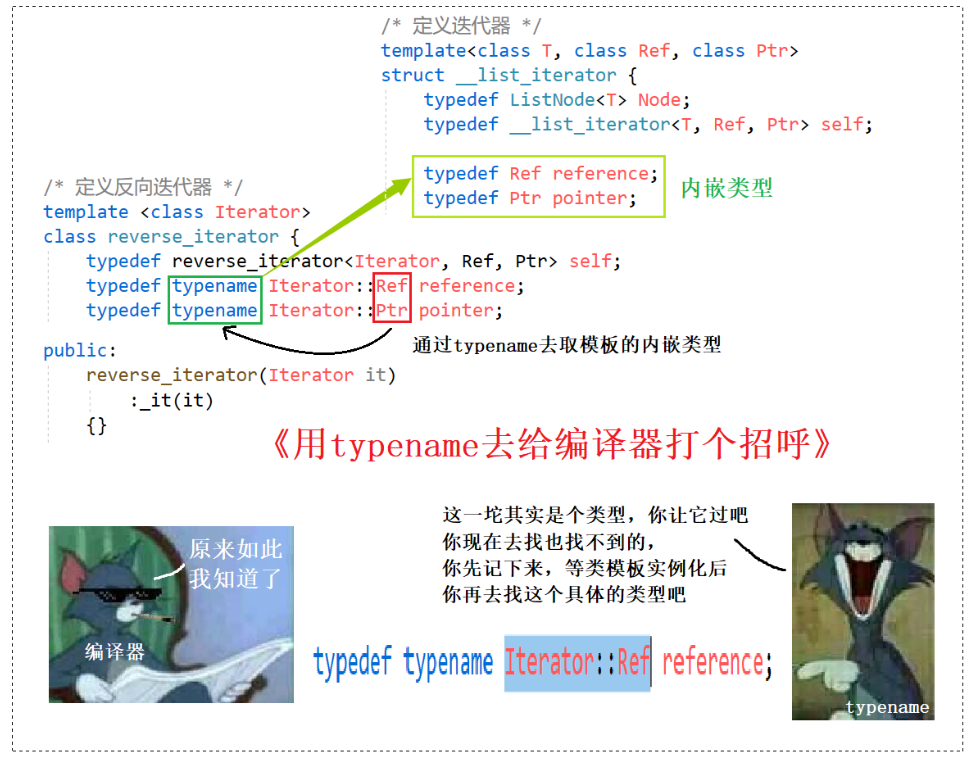 /* 定义迭代器 */
template<class T, class Ref, class Ptr>
struct __list_iterator {
typedef ListNode<T> Node;
typedef __list_iterator<T, Ref, Ptr> self;
typedef Ref reference;
typedef Ptr pointer;
内嵌类型
/* 定义反向迭代器 */
template <class Iterator>
class reverse_iterator {
typedef reverse_iterator<Iterator, Ref, Ptr> self;
typedef typename Iterator::Ref reference;
typedef typename Iterator::Ptr pointer;
通过typename去取模板的内嵌类型
public:
reverse_iterator(Iterator it)
:_it(it)
{}
《用typename去给编译器打个招呼》
原来如此
我知道了
编译器
这一坨其实是个类型，你让它过吧
你现在去找也找不到的，
你先记下来，等类模板实例化后
你再去找这个具体的类型吧
typedef typename Iterator::Ref reference;
typename